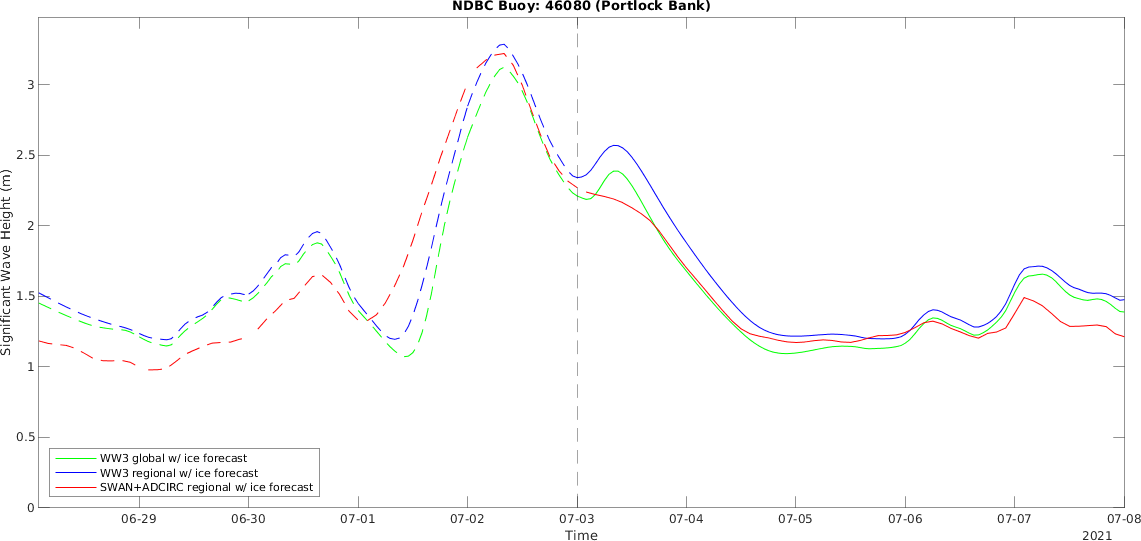 NDBC Buoy: 46080 (Portlock Bank)
Significant Wave Height (m)
3
2.5
2
1.5
1
0.5
0
WW3 global w/ ice forecast
WW3 regional w/ ice forecast
SWAN+ADCIRC regional w/ ice forecast
06-29 06-30 07-01 07-02 07-03 07-04 07-05 07-06 07-07 07-08
Time
2021